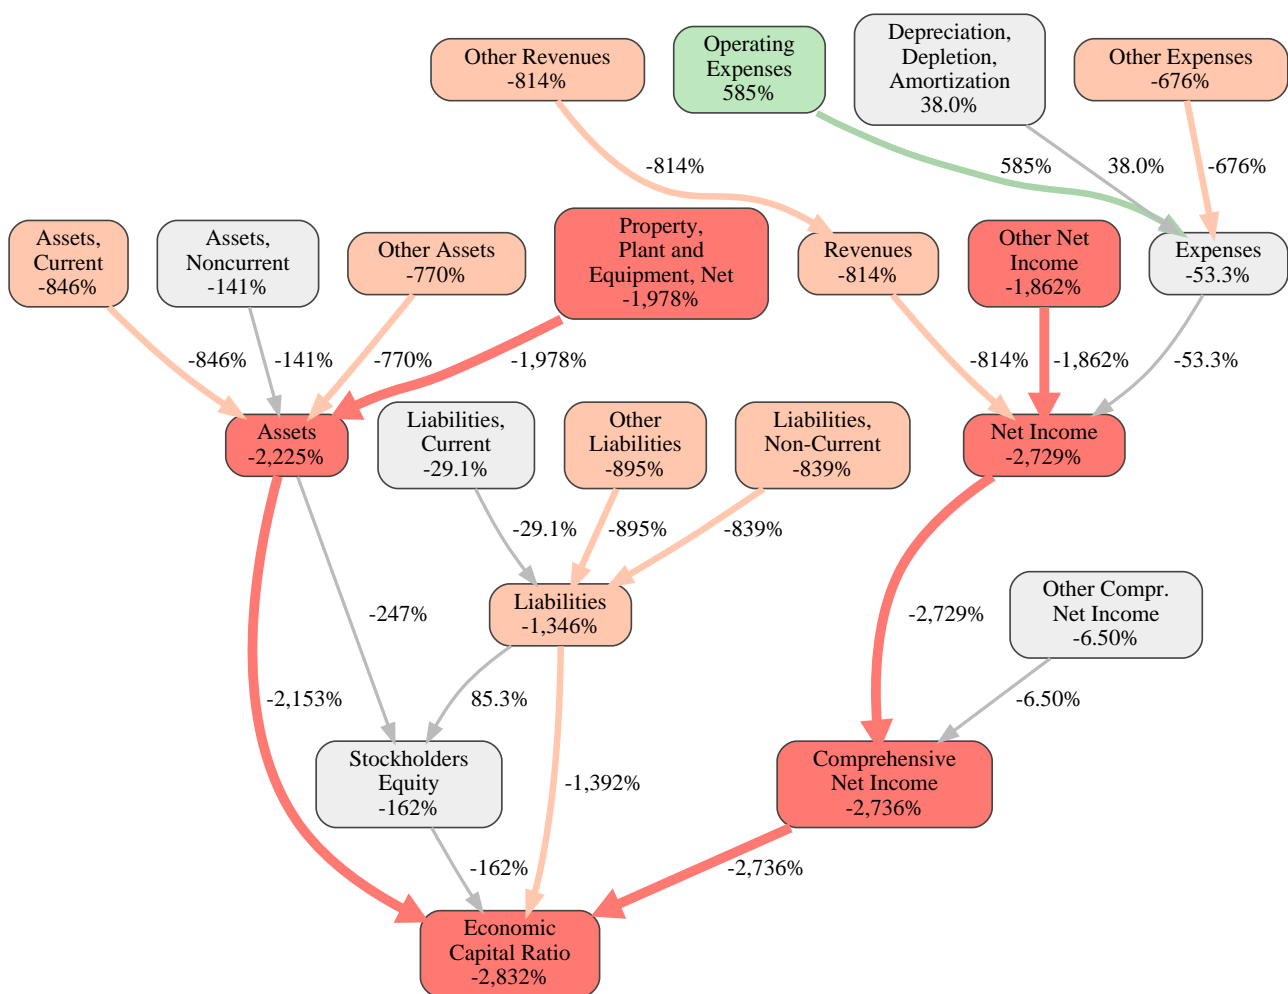 Other Revenues
-814%
Operating
Expenses
585%
Depreciation,
Depletion,
Amortization
38.0%
Other Expenses
-676%
-814%
585%
38.0%
-676%
Assets,
Current
-846%
Assets,
Noncurrent
-141%
Other Assets
-770%
Property,
Plant and
Equipment, Net
-1,978%
Revenues
-814%
Other Net
Income
-1,862%
Expenses
-53.3%
-846%
-141%
-770%
-1,978%
-814%
-1,862%
-53.3%
Assets
-2,225%
Liabilities,
Current
-29.1%
Other
Liabilities
-895%
Liabilities,
Non-Current
-839%
Net Income
-2,729%
-29.1%
-895%
-839%
Liabilities
-1,346%
-247%
-2,729%
Other Compr.
Net Income
-6.50%
-2,153%
85.3%
-6.50%
Stockholders
Equity
-162%
-1,392%
Comprehensive
Net Income
-2,736%
-162%
-2,736%
Economic
Capital Ratio
-2,832%